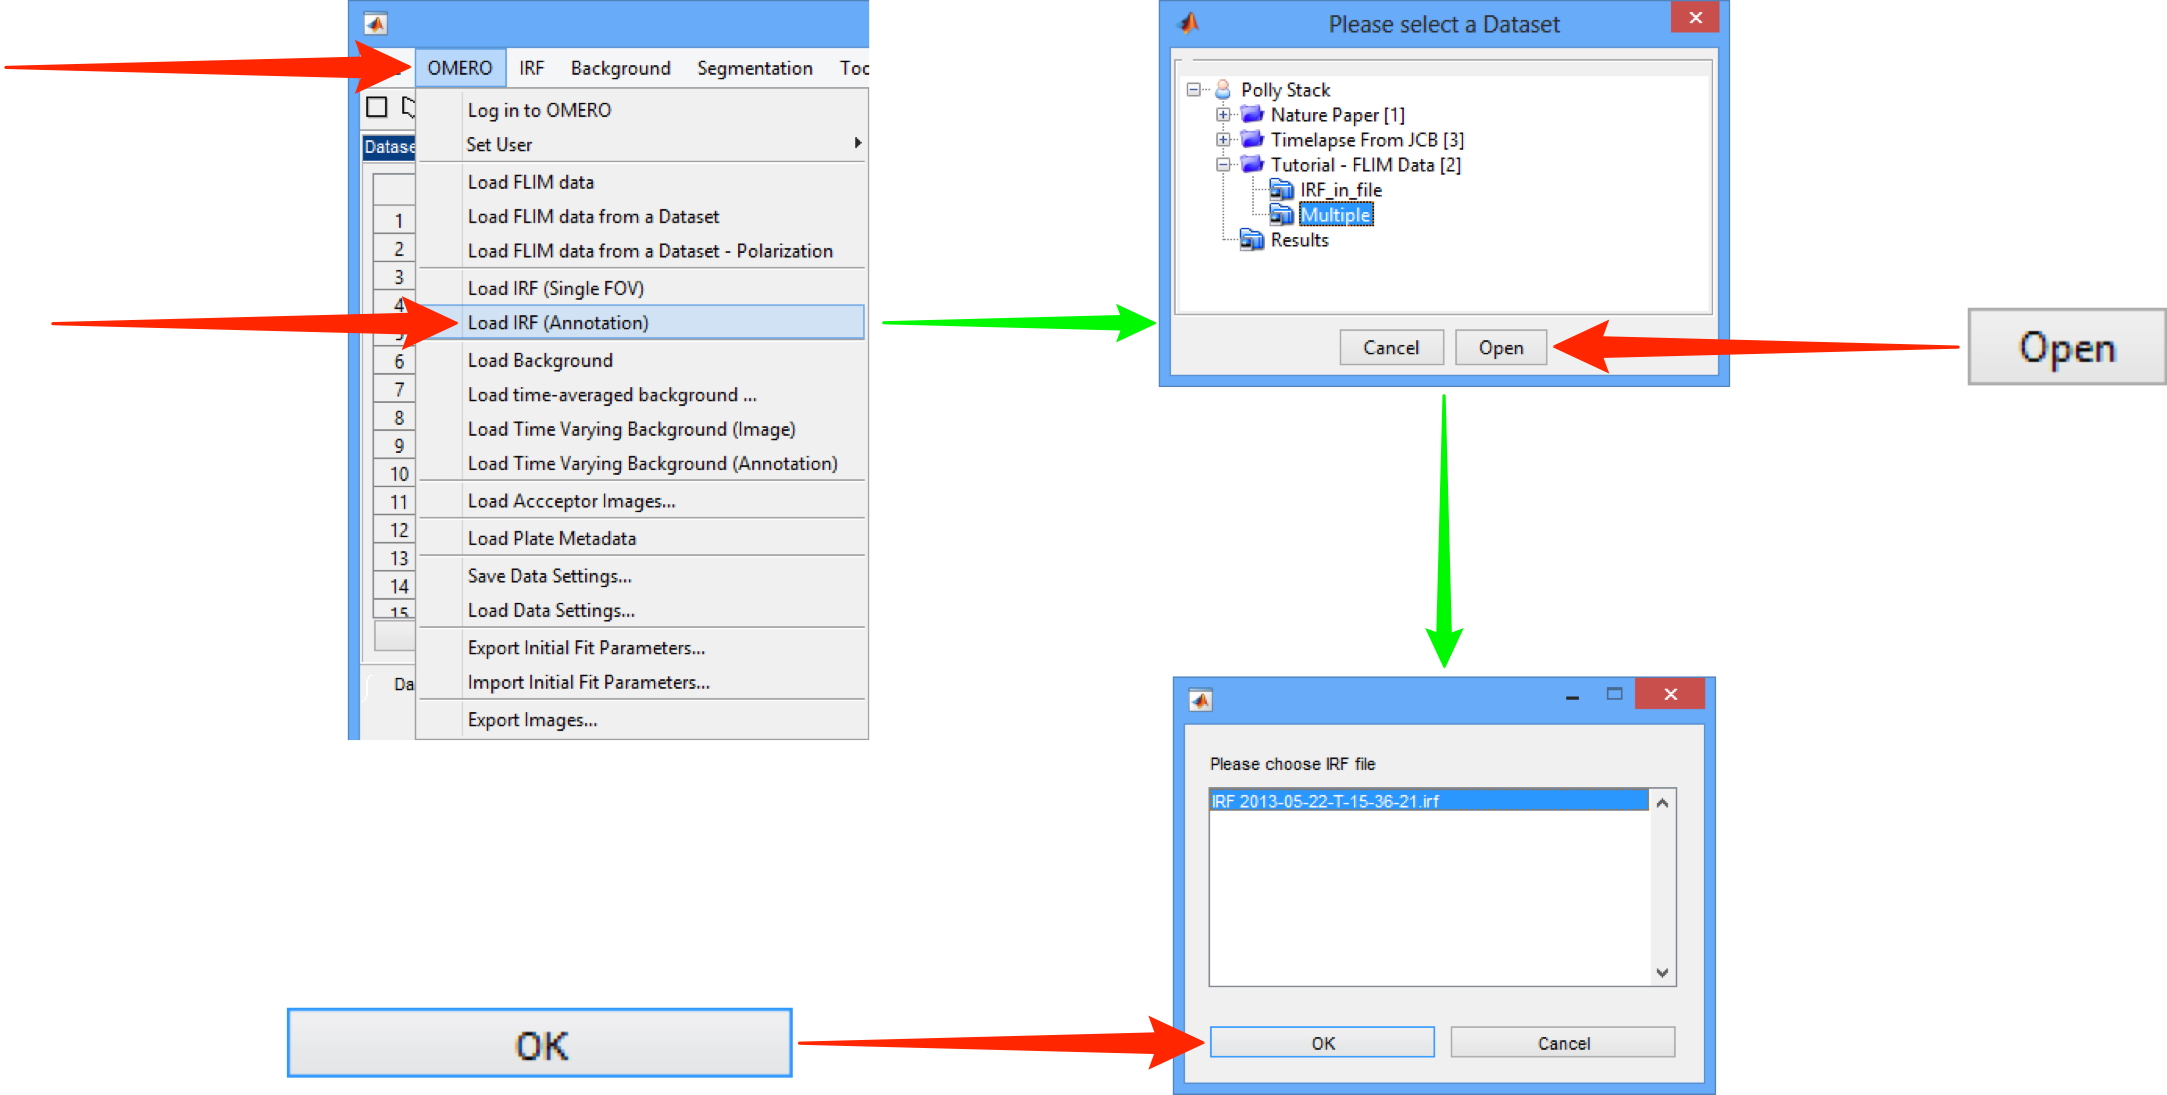 OMERO IRF Background Segmentation Too
Log in to OMERO
Set User
Datase
Load FLIM data
Load FLIM data from a Dataset
Load FLIM data from a Dataset - Polarization
Load IRF (Single FOV)
Load IRF (Annotation)
Load Background
Load time-averaged background ...
Load Time Varying Background (Image)
Load Time Varying Background (Annotation)
Load Accceptor Images...
Load Plate Metadata
Save Data Settings...
Load Data Settings...
Export Initial Fit Parameters...
Import Initial Fit Parameters...
Export Images...
1
2
3
4
5
6
7
8
9
10
11
12
13
14
15
Da
Please select a Dataset
Polly Stack
Nature Paper [1]
Timelapse From JCB [3]
Tutorial - FLIM Data [2]
IRF_in_file
Multiple
Results
Cancel Open
Open
Please choose IRF file
IRF 2013-05-22-T-15-36-21.irf
OK Cancel
OK